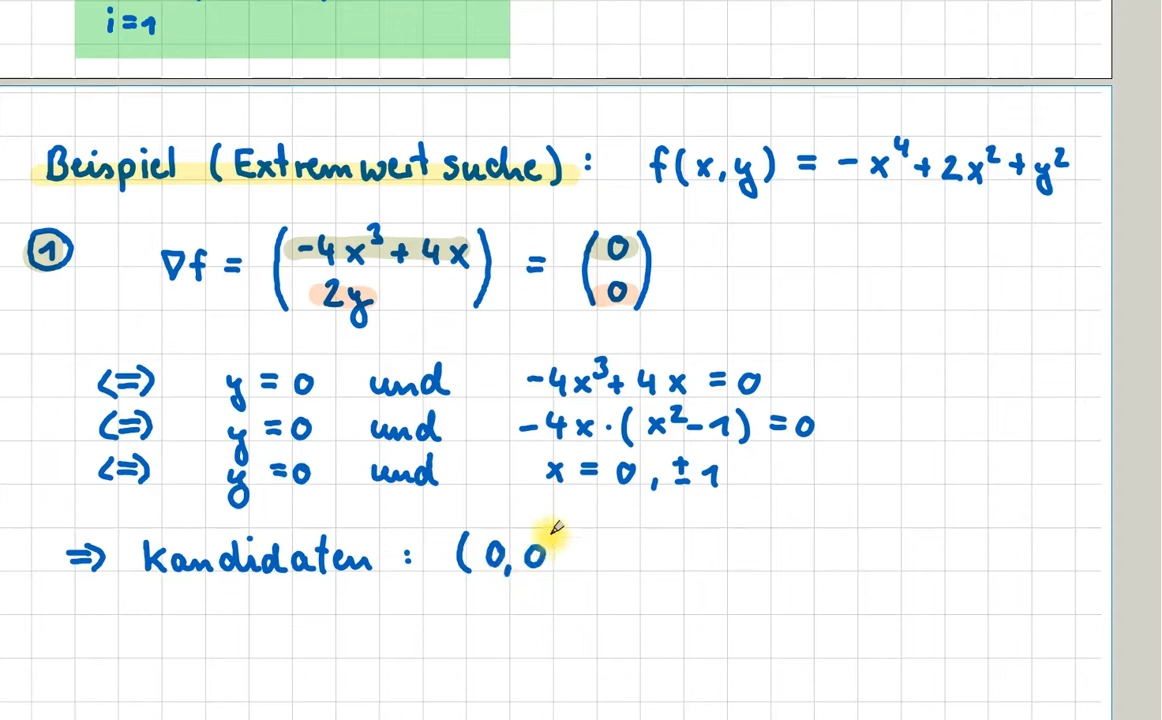 i = 1
Beispiel (Extremwertsuche) : f(x,y) = -x⁴ + 2x² + y²
① ∇f = ( -4x³ + 4x ) = ( 0 )
( 2y ) ( 0 )
<=> y = 0 und -4x³ + 4x = 0
<=> y = 0 und -4x · ( x² - 1 ) = 0
<=> y = 0 und x = 0 , ± 1
=> Kandidaten : ( 0, 0